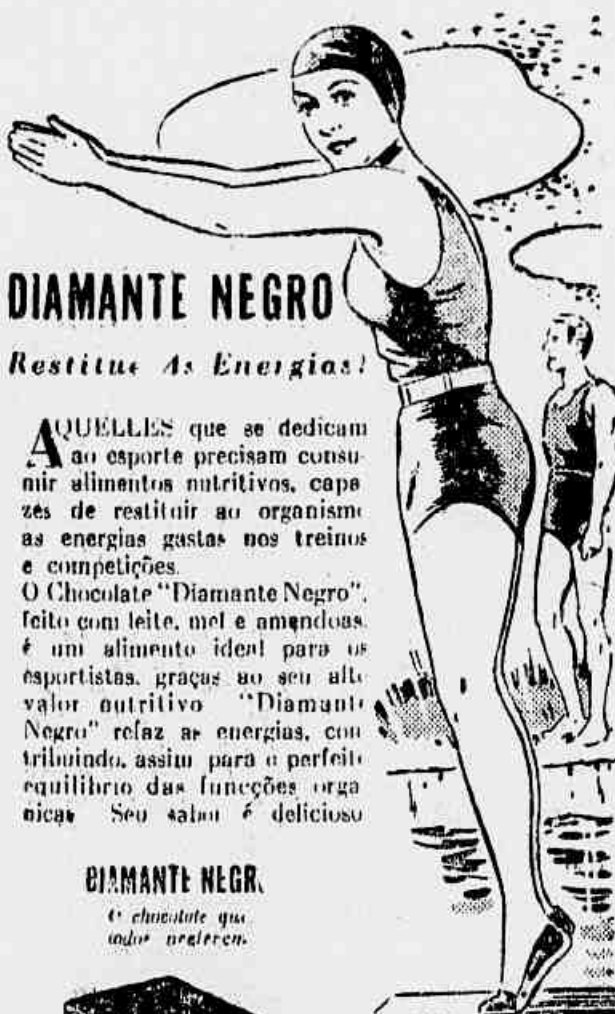 DIAMANTE NEGRO
Restitue As Energias!
AQUELLES que se dedicam
ao esporte precisam consu-
mir alimentos nutritivos, capa
zes de restituir ao organismo
as energias gastas nos treinos
e competições.
O Chocolate "Diamante Negro",
feito com leite, mel e amendoas,
é um alimento ideal para os
esportistas, graças ao seu alto
valor nutritivo "Diamante
Negro" refaz as energias, con
tribuindo, assim para o perfeito
equilibrio das funcções orga
nicas Seu sabor é delicioso
DIAMANTE NEGR
O chocolate que
todos preferem.